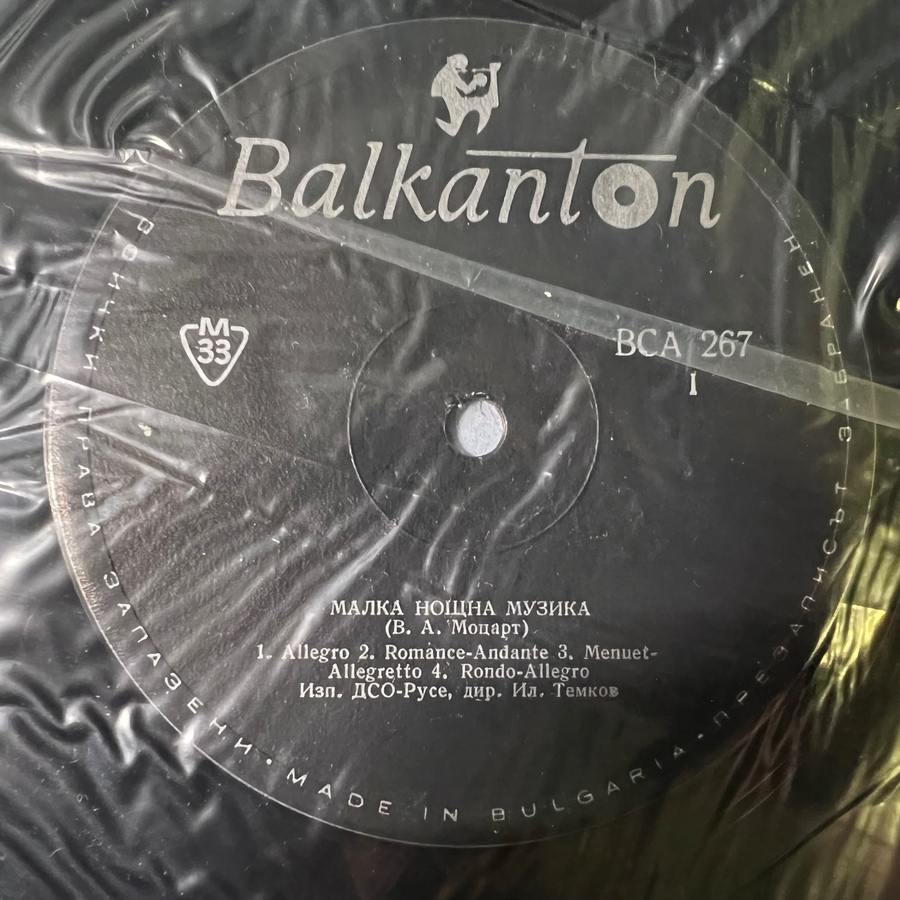 Balkanton
M
33
ВСА 267
I
МАЛКА НОЩНА МУЗИКА
(В. А. Моцарт)
1. Allegro 2. Romance-Andante 3. Menuet-
Allegretto 4. Rondo-Allegro
Изп. ДСО-Русе, дир. Ил. Темков
ВСИЧКИ ПРАВА ЗАПАЗЕНИ • MADE IN BULGARIA • ПРЕЗАПИСЪТ ЗАБРАНЕН